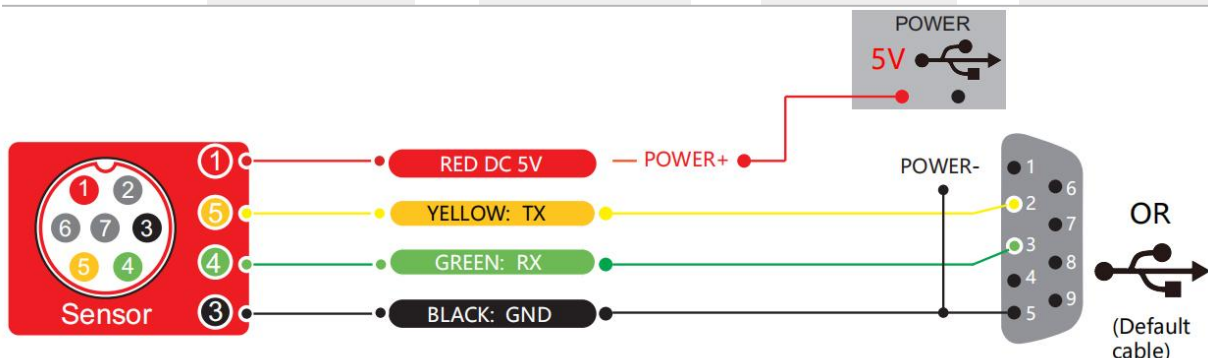 POWER
5V
1 RED DC 5V POWER+ POWER- 1
1 2 6
5 YELLOW: TX 2 OR
6 7 3 7
4 GREEN: RX 3
5 4 8
4
Sensor 3 BLACK: GND 5 9
(Default
cable)